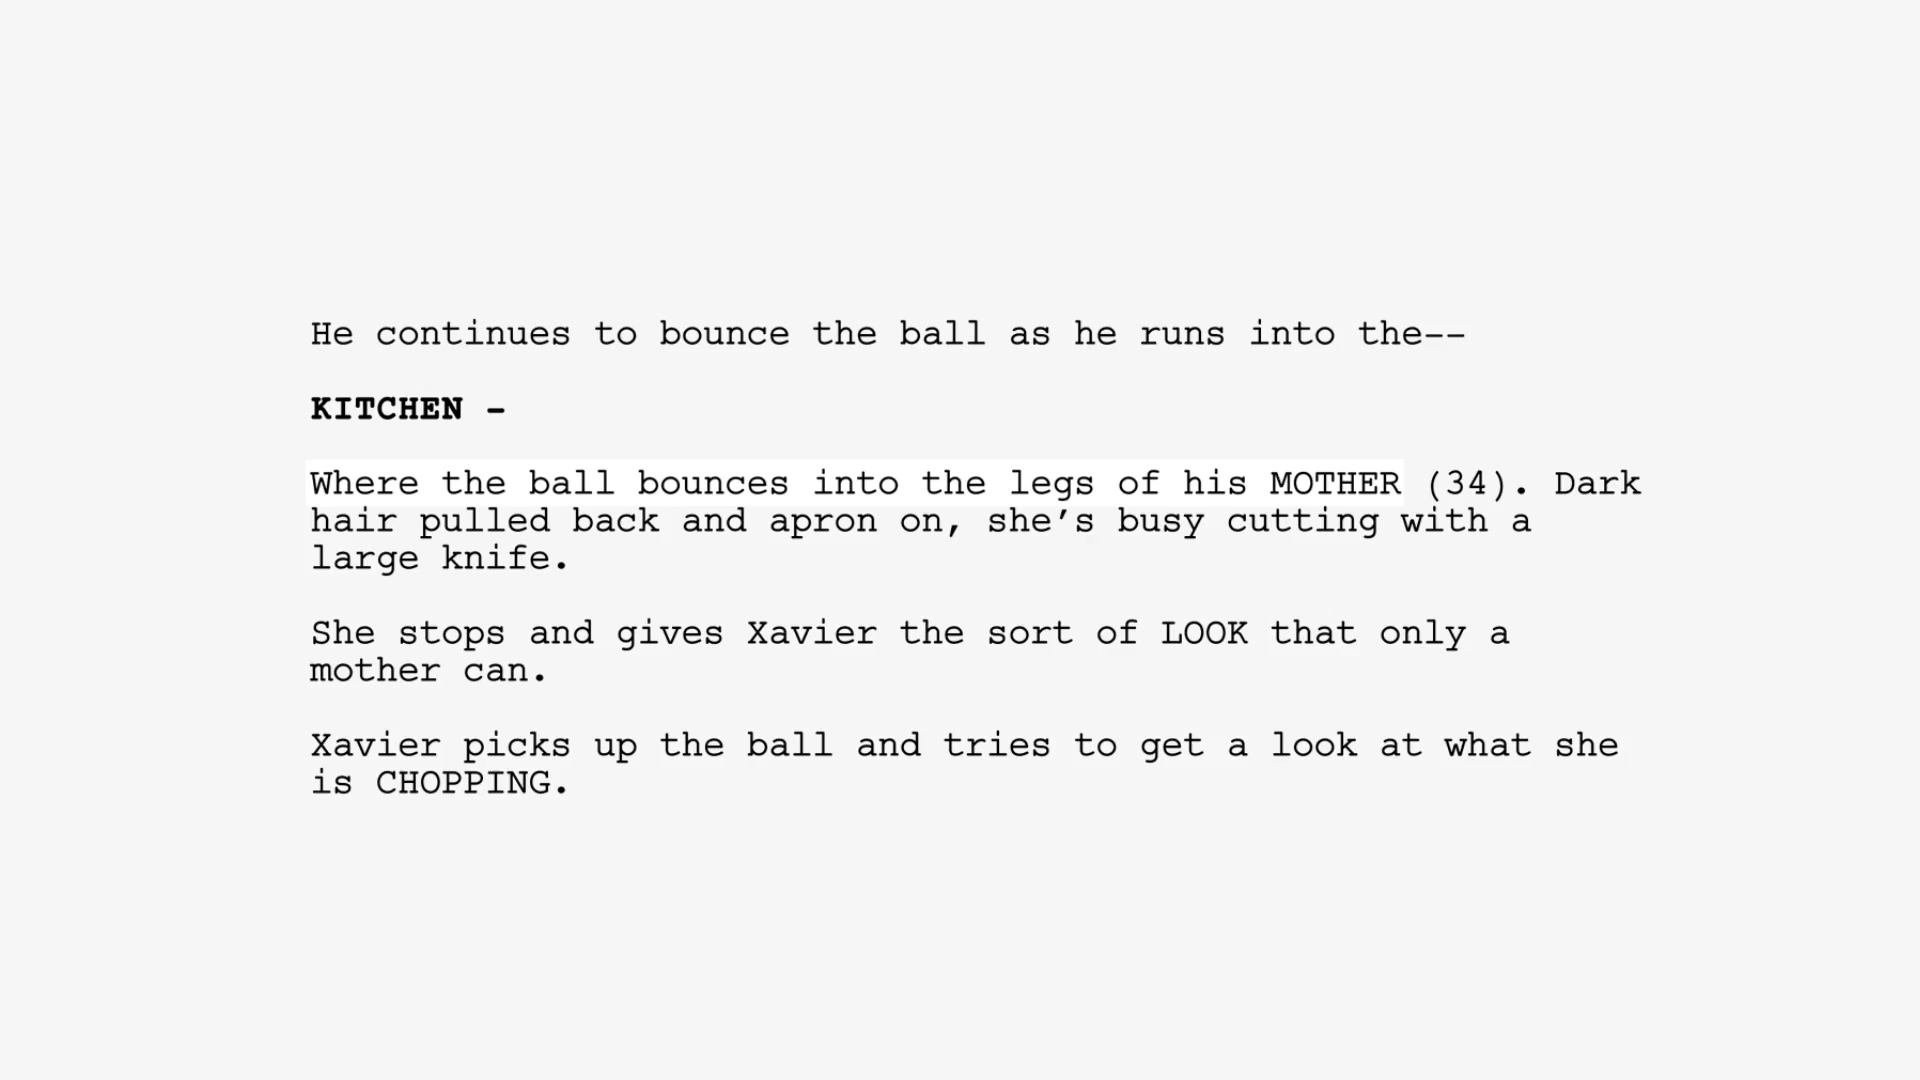 He continues to bounce the ball as he runs into the--
KITCHEN -
Where the ball bounces into the legs of his MOTHER (34). Dark
hair pulled back and apron on, she’s busy cutting with a
large knife.
She stops and gives Xavier the sort of LOOK that only a
mother can.
Xavier picks up the ball and tries to get a look at what she
is CHOPPING.